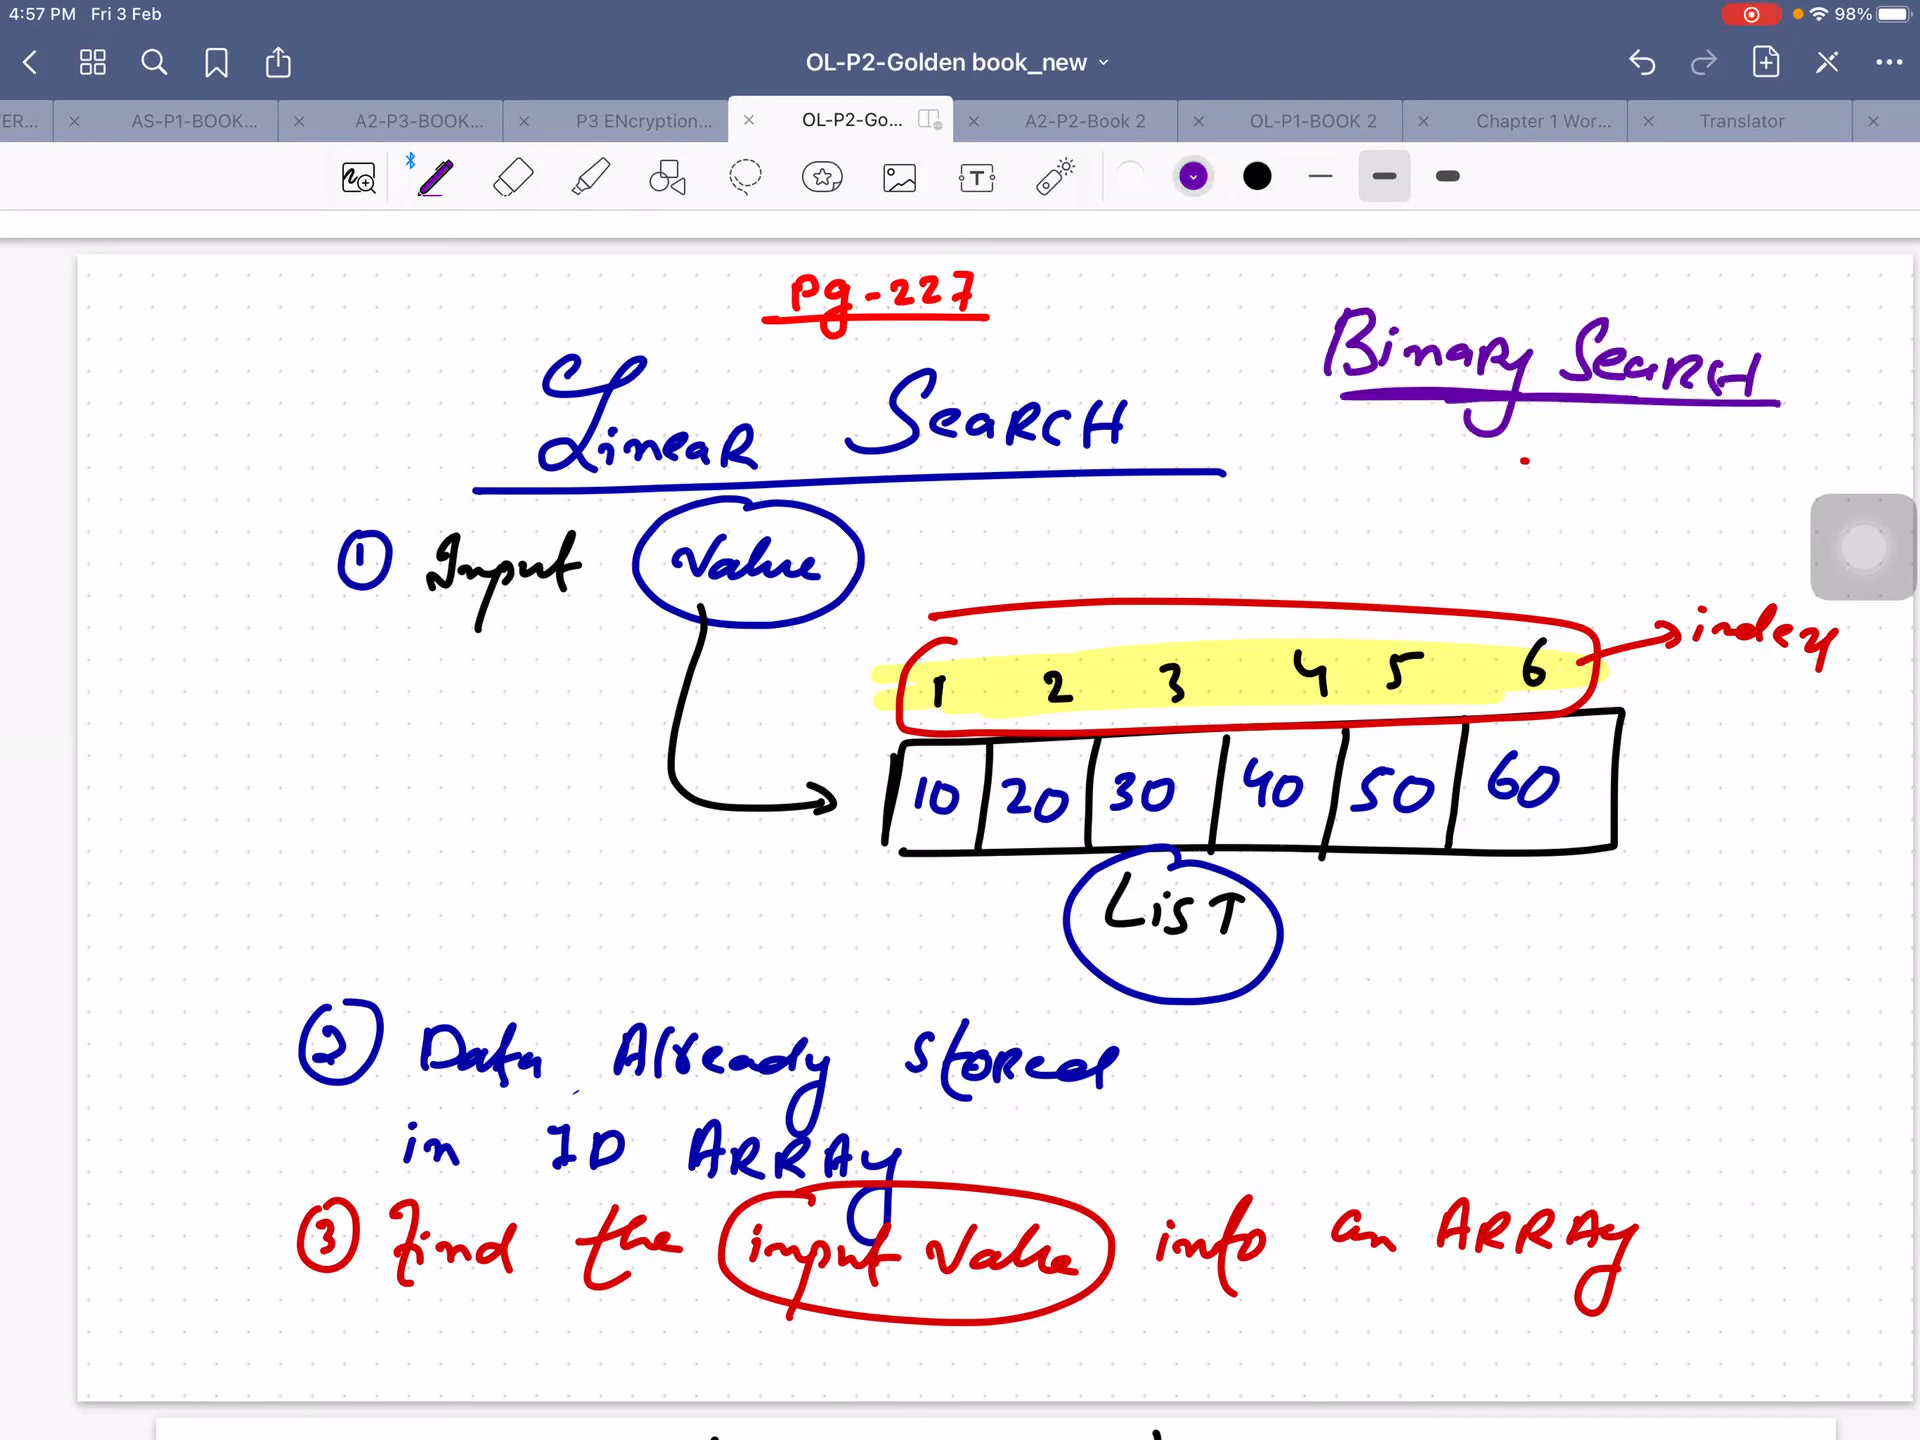 4:57 PM Fri 3 Feb
98%
OL-P2-Golden book_new
ER...
AS-P1-BOOK...
A2-P3-BOOK...
P3 ENcryption...
OL-P2-Go...
A2-P2-Book 2
OL-P1-BOOK 2
Chapter 1 Wor...
Translator
Pg-227
Binary Search
Linear Search
① Input Value
index
1 2 3 4 5 6
10 20 30 40 50 60
List
② Data Already Stored
in 1D ARRAy
③ Find the input Value into an ARRAy